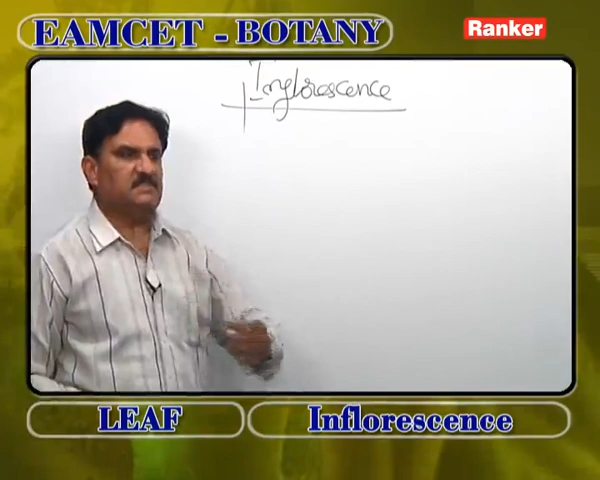 EAMCET - BOTANY
Ranker
Inflorescence
LEAF
Inflorescence